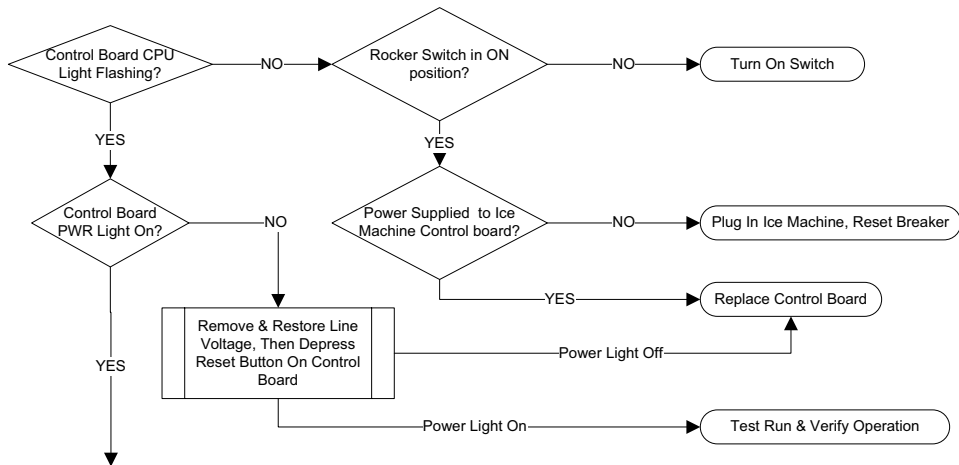 Control Board CPU
Light Flashing?
NO
Rocker Switch in ON
position?
NO
Turn On Switch
YES
YES
Control Board
PWR Light On?
NO
Power Supplied to Ice
Machine Control board?
NO
Plug In Ice Machine, Reset Breaker
YES
Replace Control Board
Remove & Restore Line
Voltage, Then Depress
Reset Button On Control
Board
Power Light Off
YES
Power Light On
Test Run & Verify Operation